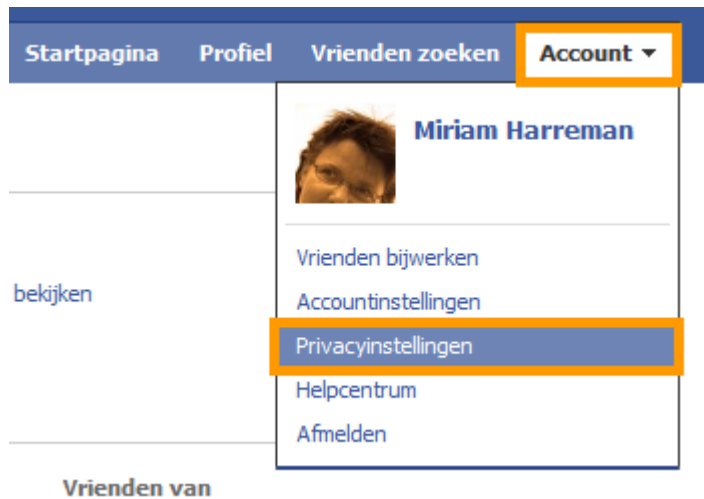 Startpagina Profiel Vrienden zoeken Account
Miriam Harreman
Vrienden bijwerken
bekijken
Accountinstellingen
Privacyinstellingen
Helpcentrum
Afmelden
Vrienden van